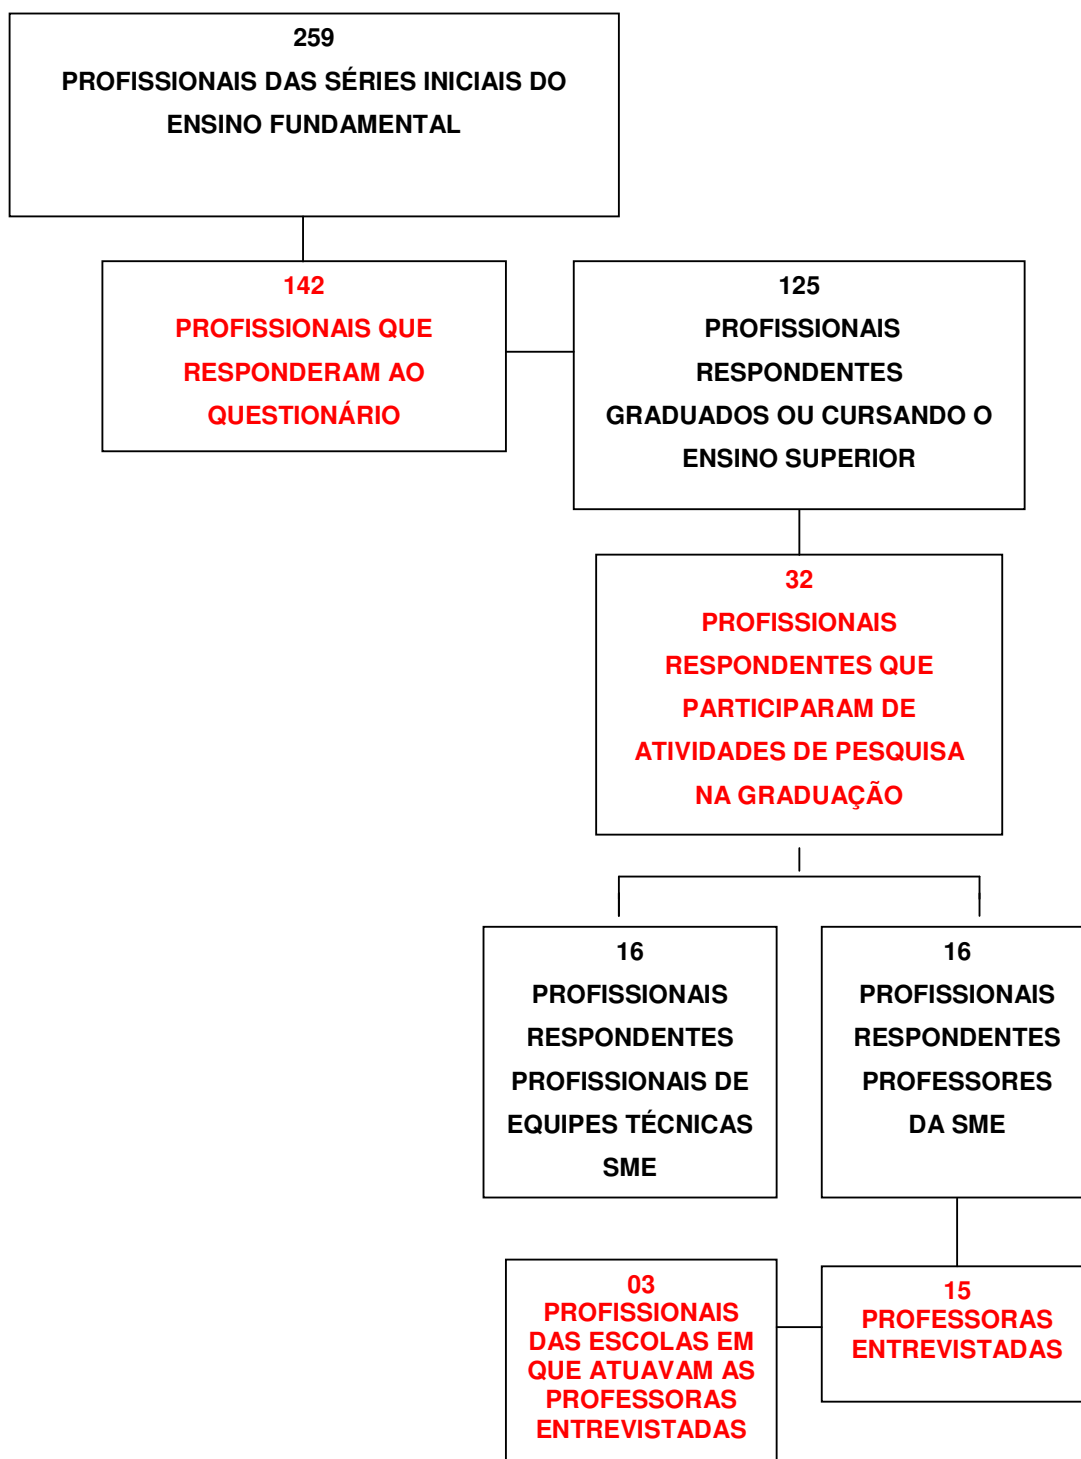 259
PROFISSIONAIS DAS SÉRIES INICIAIS DO
ENSINO FUNDAMENTAL
142
PROFISSIONAIS QUE
RESPONDERAM AO
QUESTIONÁRIO
125
PROFISSIONAIS
RESPONDENTES
GRADUADOS OU CURSANDO O
ENSINO SUPERIOR
32
PROFISSIONAIS
RESPONDENTES QUE
PARTICIPARAM DE
ATIVIDADES DE PESQUISA
NA GRADUAÇÃO
16
PROFISSIONAIS
RESPONDENTES
PROFISSIONAIS DE
EQUIPES TÉCNICAS
SME
16
PROFISSIONAIS
RESPONDENTES
PROFESSORES
DA SME
03
PROFISSIONAIS
DAS ESCOLAS EM
QUE ATUAVAM AS
PROFESSORAS
ENTREVISTADAS
15
PROFESSORAS
ENTREVISTADAS